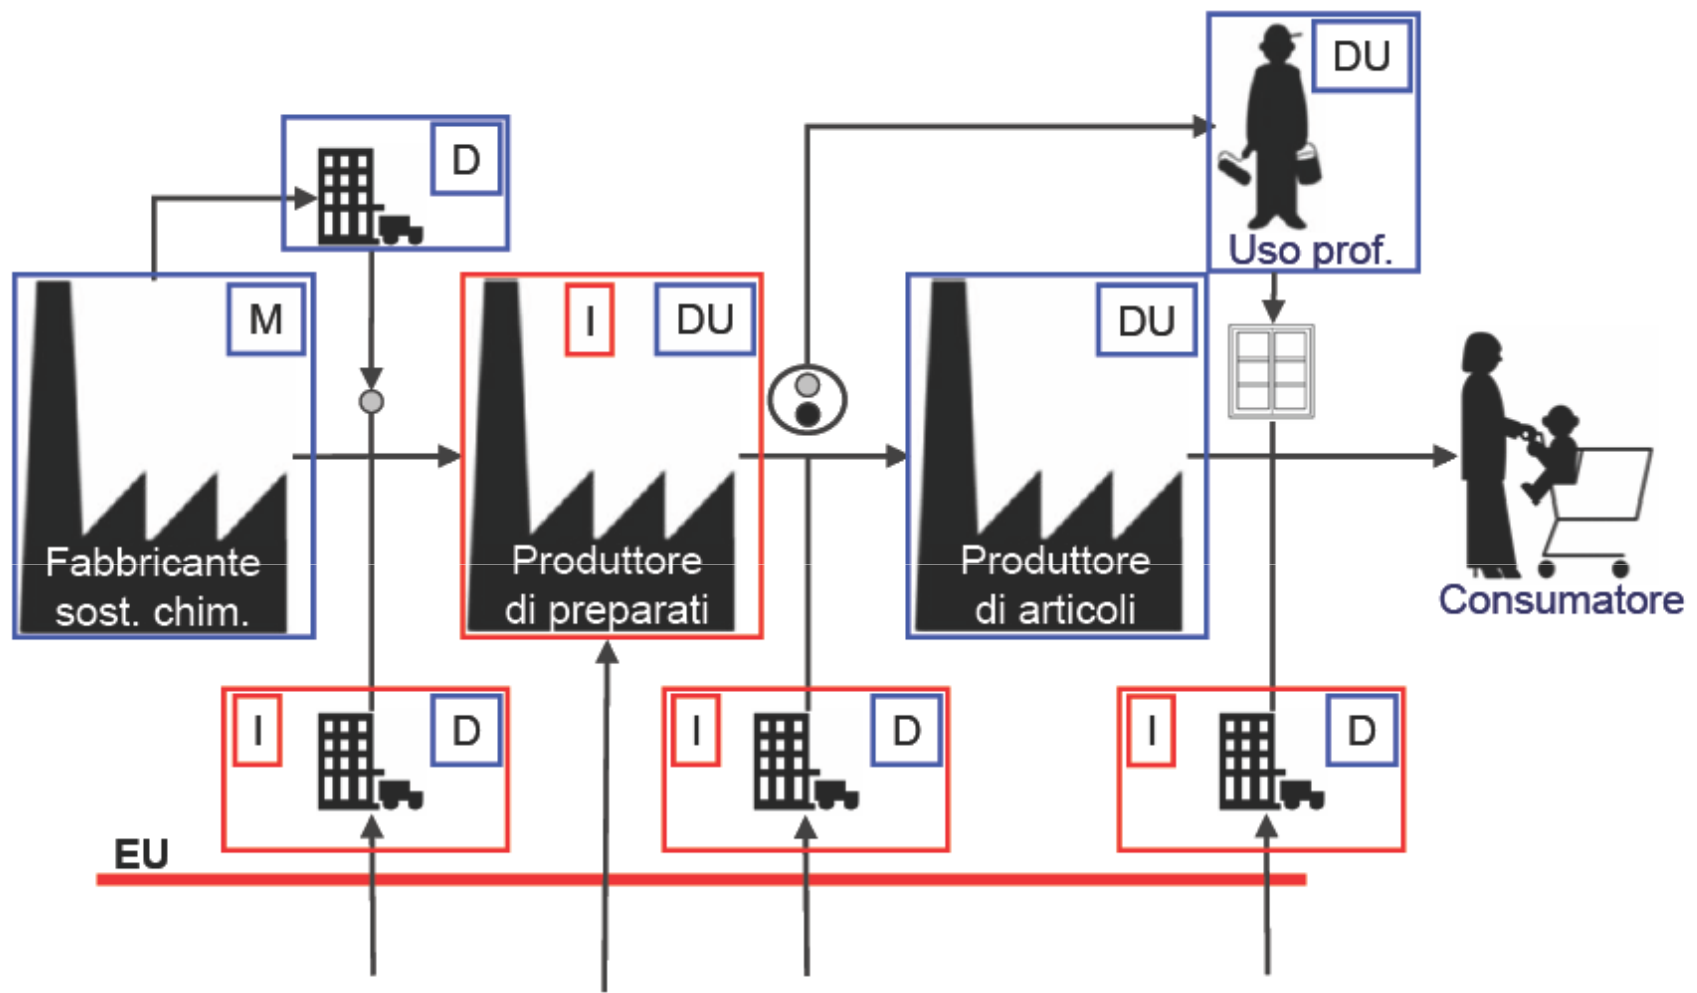 DU
Uso prof.
D
M
I
DU
DU
Fabbricante
sost. chim.
Produttore
di preparati
Produttore
di articoli
Consumatore
I
D
I
D
I
D
EU